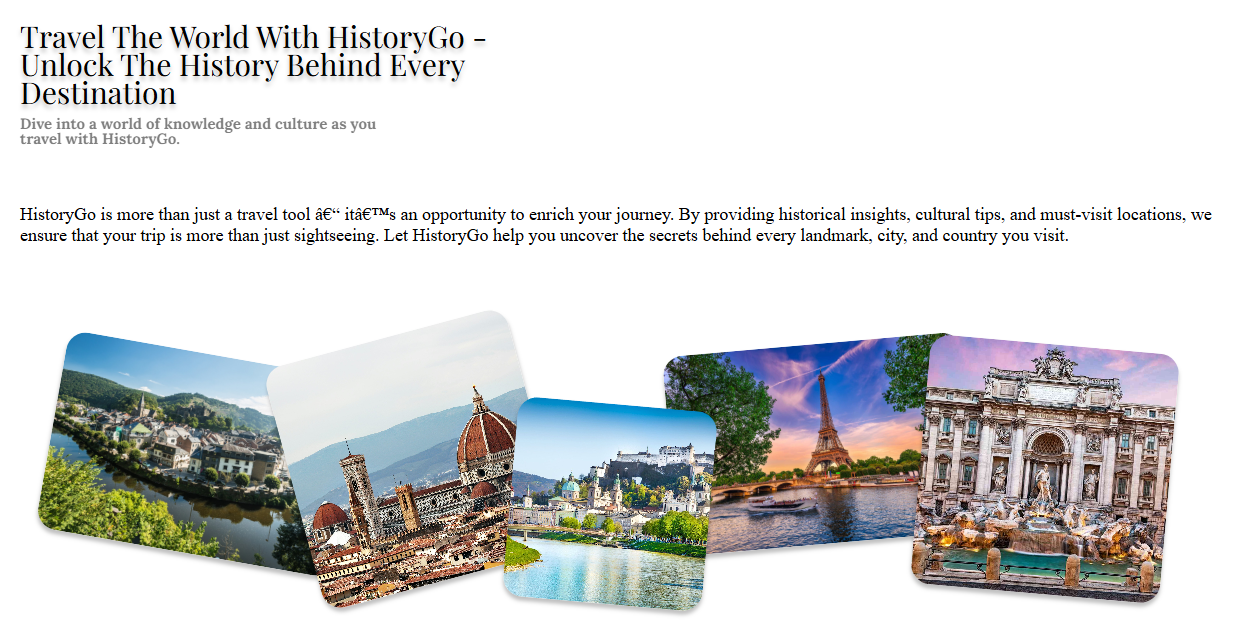 Travel The World With HistoryGo -
Unlock The History Behind Every
Destination
Dive into a world of knowledge and culture as you
travel with HistoryGo.
HistoryGo is more than just a travel tool â€“ itâ€™s an opportunity to enrich your journey. By providing historical insights, cultural tips, and must-visit locations, we
ensure that your trip is more than just sightseeing. Let HistoryGo help you uncover the secrets behind every landmark, city, and country you visit.